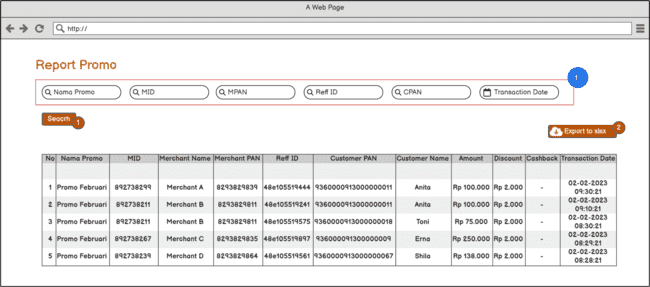 A Web Page
http://
Report Promo
Nama Promo MID MPAN Reff ID CPAN Transaction Date 1
Search 1
Export to xlsx 2
No Nama Promo MID Merchant Name Merchant PAN Reff ID Customer PAN Customer Name Amount Discount Cashback Transaction Date
1 Promo Februari 892738299 Merchant A 8293829839 48e105519444 9360000913000000011 Anita Rp 100.000 Rp 2.000 - 02-02-2023 09:30:21
2 Promo Februari 892738211 Merchant B 8293829811 48e105519241 9360000913000000011 Anita Rp 100.000 Rp 2.000 - 02-02-2023 09:10:21
3 Promo Februari 892738211 Merchant B 8293829811 48e105519575 9360000913000000018 Toni Rp 75.000 Rp 2.000 - 02-02-2023 08:30:21
4 Promo Februari 892738267 Merchant C 8293829835 48e105519897 936000091300000009 Erna Rp 250.000 Rp 2.000 - 02-02-2023 08:29:21
5 Promo Februari 892738239 Merchant D 8293829864 48e105519561 9360000913000000067 Shila Rp 138.000 Rp 2.000 - 02-02-2023 08:28:21